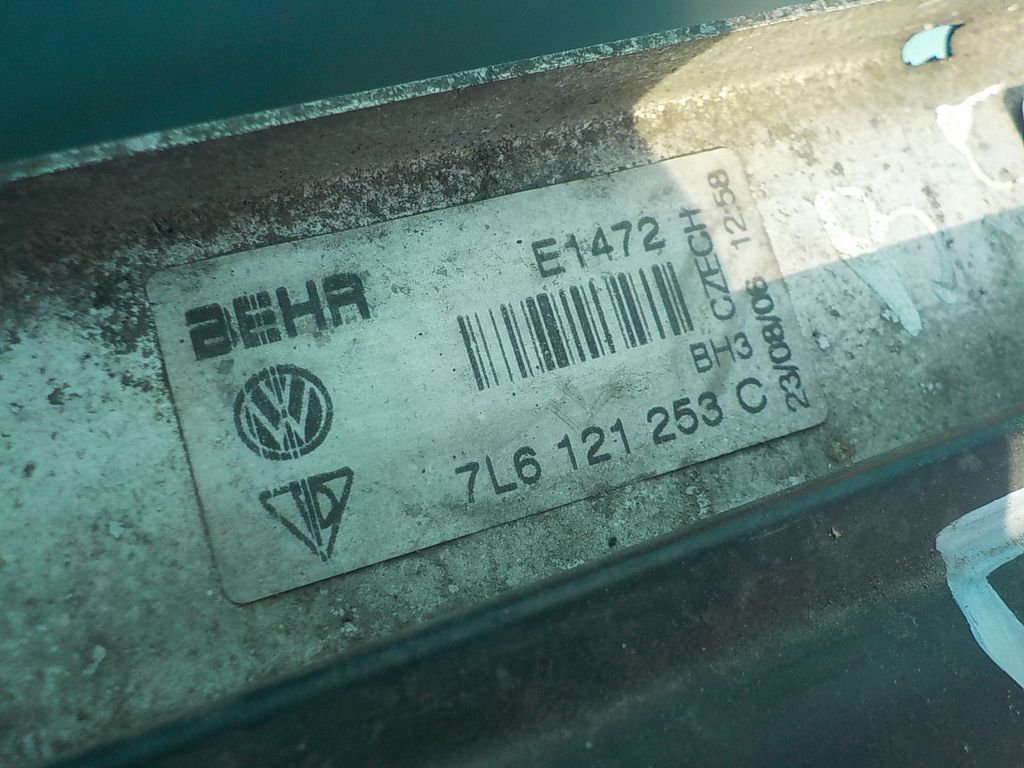 BEHR
E1472
BH3 CZECH
23/08/06 12:58
7L6 121 253 C